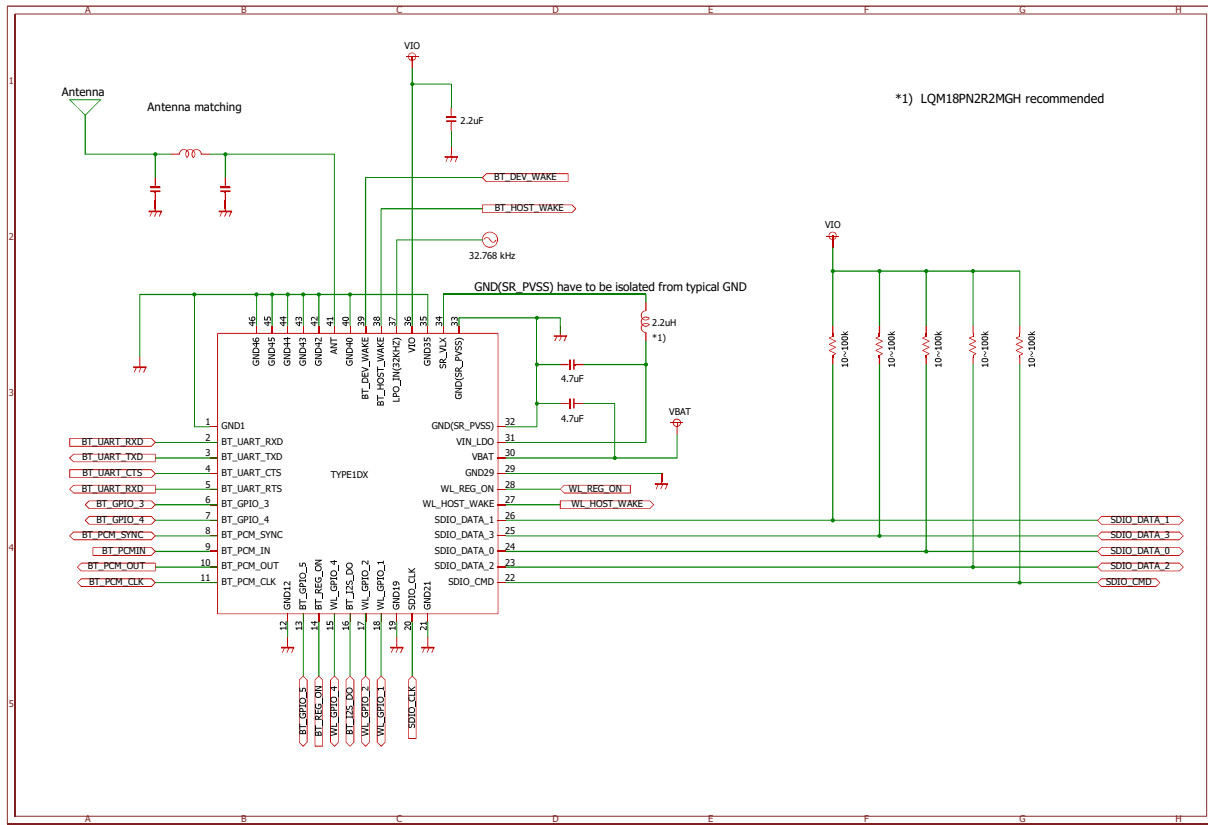 A B C D E F G H
1
2
3
4
5
VIO
Antenna
Antenna matching
2.2uF
*1) LQM18PN2R2MGH recommended
BT_DEV_WAKE
BT_HOST_WAKE
32.768 kHz
VIO
GND(SR_PVSS) have to be isolated from typical GND
46 45 44 43 42 41 40 39 38 37 36 35 34 33
GND46
GND45
GND44
GND43
GND42
ANT
GND40
BT_DEV_WAKE
BT_HOST_WAKE
LPO_IN(32KHZ)
VIO
GND35
SR_VLX
GND(SR_PVSS)
2.2uH
*1)
4.7uF
4.7uF
VBAT
10~100k
10~100k
10~100k
10~100k
10~100k
TYPE1DX
1 GND1
BT_UART_RXD 2 BT_UART_RXD
BT_UART_TXD 3 BT_UART_TXD
BT_UART_CTS 4 BT_UART_CTS
BT_UART_RXD 5 BT_UART_RTS
BT_GPIO_3 6 BT_GPIO_3
BT_GPIO_4 7 BT_GPIO_4
BT_PCM_SYNC 8 BT_PCM_SYNC
BT_PCMIN 9 BT_PCM_IN
BT_PCM_OUT 10 BT_PCM_OUT
BT_PCM_CLK 11 BT_PCM_CLK
GND(SR_PVSS) 32
VIN_LDO 31
VBAT 30
GND29 29
WL_REG_ON 28 WL_REG_ON
WL_HOST_WAKE 27 WL_HOST_WAKE
SDIO_DATA_1 26 SDIO_DATA_1
SDIO_DATA_3 25 SDIO_DATA_3
SDIO_DATA_0 24 SDIO_DATA_0
SDIO_DATA_2 23 SDIO_DATA_2
SDIO_CMD 22 SDIO_CMD
GND12
BT_GPIO_5
BT_REG_ON
WL_GPIO_4
BT_I2S_DO
WL_GPIO_2
WL_GPIO_1
GND19
SDIO_CLK
GND21
12 13 14 15 16 17 18 19 20 21
BT_GPIO_5
BT_REG_ON
WL_GPIO_4
BT_I2S_DO
WL_GPIO_2
WL_GPIO_1
SDIO_CLK
A B C D E F G H